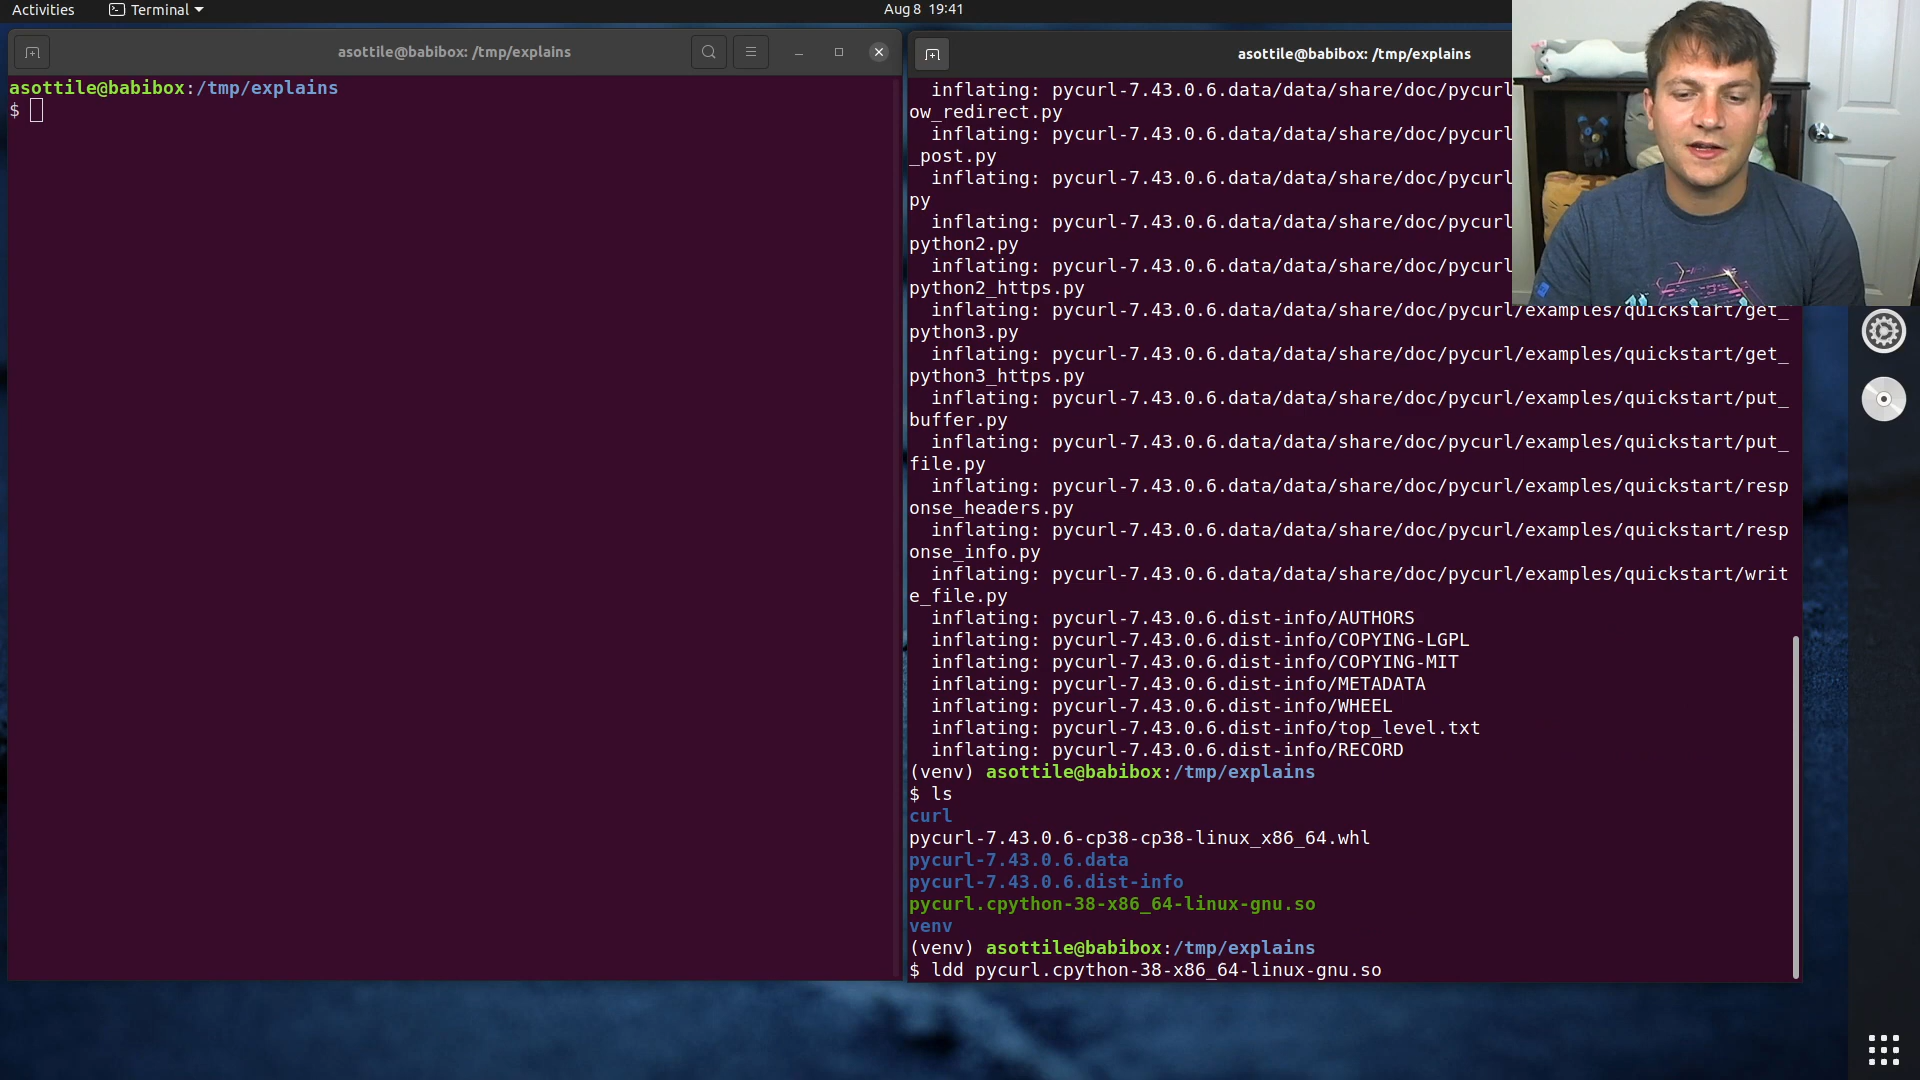 Activities
Terminal
Aug 8 19:41
asottile@babibox: /tmp/explains
asottile@babibox:/tmp/explains
$
asottile@babibox: /tmp/explains
inflating: pycurl-7.43.0.6.data/data/share/doc/pycurl
ow_redirect.py
inflating: pycurl-7.43.0.6.data/data/share/doc/pycurl
_post.py
inflating: pycurl-7.43.0.6.data/data/share/doc/pycurl
py
inflating: pycurl-7.43.0.6.data/data/share/doc/pycurl
python2.py
inflating: pycurl-7.43.0.6.data/data/share/doc/pycurl
python2_https.py
inflating: pycurl-7.43.0.6.data/data/share/doc/pycurl/examples/quickstart/get_
python3.py
inflating: pycurl-7.43.0.6.data/data/share/doc/pycurl/examples/quickstart/get_
python3_https.py
inflating: pycurl-7.43.0.6.data/data/share/doc/pycurl/examples/quickstart/put_
buffer.py
inflating: pycurl-7.43.0.6.data/data/share/doc/pycurl/examples/quickstart/put_
file.py
inflating: pycurl-7.43.0.6.data/data/share/doc/pycurl/examples/quickstart/resp
onse_headers.py
inflating: pycurl-7.43.0.6.data/data/share/doc/pycurl/examples/quickstart/resp
onse_info.py
inflating: pycurl-7.43.0.6.data/data/share/doc/pycurl/examples/quickstart/writ
e_file.py
inflating: pycurl-7.43.0.6.dist-info/AUTHORS
inflating: pycurl-7.43.0.6.dist-info/COPYING-LGPL
inflating: pycurl-7.43.0.6.dist-info/COPYING-MIT
inflating: pycurl-7.43.0.6.dist-info/METADATA
inflating: pycurl-7.43.0.6.dist-info/WHEEL
inflating: pycurl-7.43.0.6.dist-info/top_level.txt
inflating: pycurl-7.43.0.6.dist-info/RECORD
(venv) asottile@babibox:/tmp/explains
$ ls
curl
pycurl-7.43.0.6-cp38-cp38-linux_x86_64.whl
pycurl-7.43.0.6.data
pycurl-7.43.0.6.dist-info
pycurl.cpython-38-x86_64-linux-gnu.so
venv
(venv) asottile@babibox:/tmp/explains
$ ldd pycurl.cpython-38-x86_64-linux-gnu.so